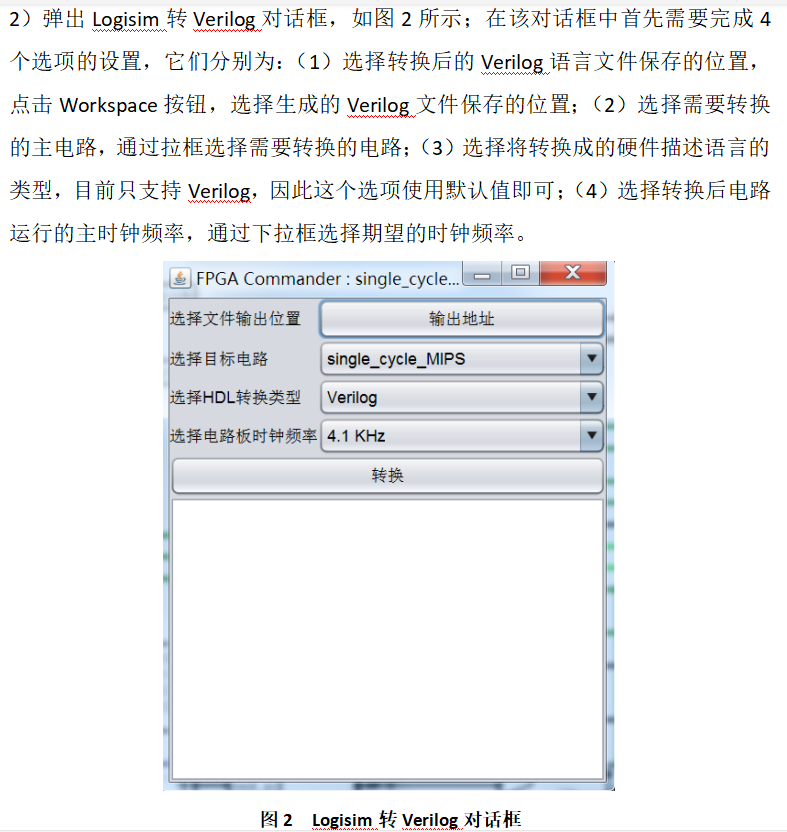 2）弹出 Logisim 转 Verilog 对话框，如图 2 所示；在该对话框中首先需要完成 4
个选项的设置，它们分别为：（1）选择转换后的 Verilog 语言文件保存的位置，
点击 Workspace 按钮，选择生成的 Verilog 文件保存的位置；（2）选择需要转换
的主电路，通过拉框选择需要转换的电路；（3）选择将转换成的硬件描述语言的
类型，目前只支持 Verilog，因此这个选项使用默认值即可；（4）选择转换后电路
运行的主时钟频率，通过下拉框选择期望的时钟频率。
FPGA Commander : single_cycle...
选择文件输出位置 输出地址
选择目标电路 single_cycle_MIPS
选择HDL转换类型 Verilog
选择电路板时钟频率 4.1 KHz
转换
图 2 Logisim 转 Verilog 对话框